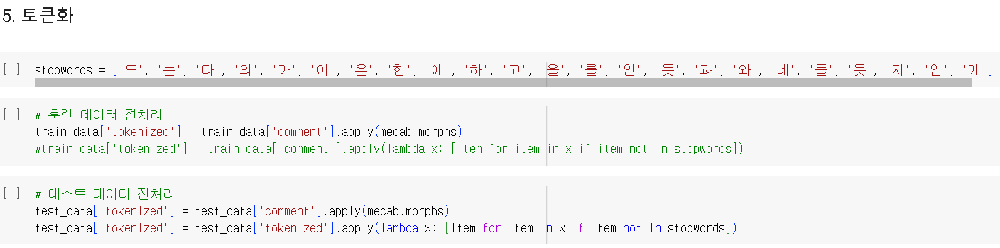 5. 토큰화
[ ] stopwords = ['도', '는', '다', '의', '가', '이', '은', '한', '에', '하', '고', '을', '를', '인', '듯', '과', '와', '네', '들', '듯', '지', '임', '게']
[ ] # 훈련 데이터 전처리
train_data['tokenized'] = train_data['comment'].apply(mecab.morphs)
#train_data['tokenized'] = train_data['comment'].apply(lambda x: [item for item in x if item not in stopwords])
[ ] # 테스트 데이터 전처리
test_data['tokenized'] = test_data['comment'].apply(mecab.morphs)
test_data['tokenized'] = test_data['tokenized'].apply(lambda x: [item for item in x if item not in stopwords])